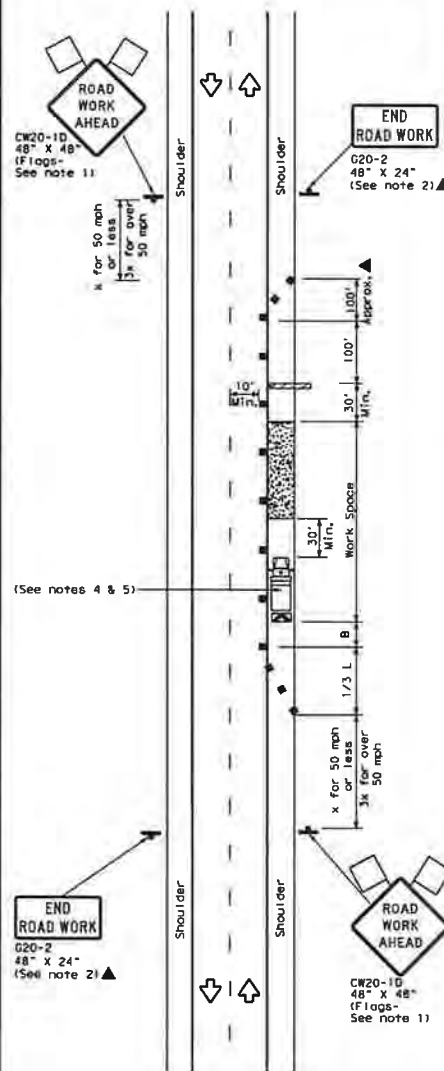 ROAD
WORK
AHEAD
CW20-1D
48" X 48"
(Flags-
See note 1)
END
ROAD WORK
G20-2
48" X 24"
(See note 2)▲
Shoulder
Shoulder
x for 50 mph
or less
3x for over
50 mph
100'
Approx.▲
100'
10'
Min.
30'
Min.
Work Space
30'
Min.
(See notes 4 & 5)
B
1/3 L
x for 50 mph
or less
3x for over
50 mph
END
ROAD WORK
G20-2
48" X 24"
(See note 2)▲
Shoulder
Shoulder
ROAD
WORK
AHEAD
CW20-1D
48" X 48"
(Flags-
See note 1)